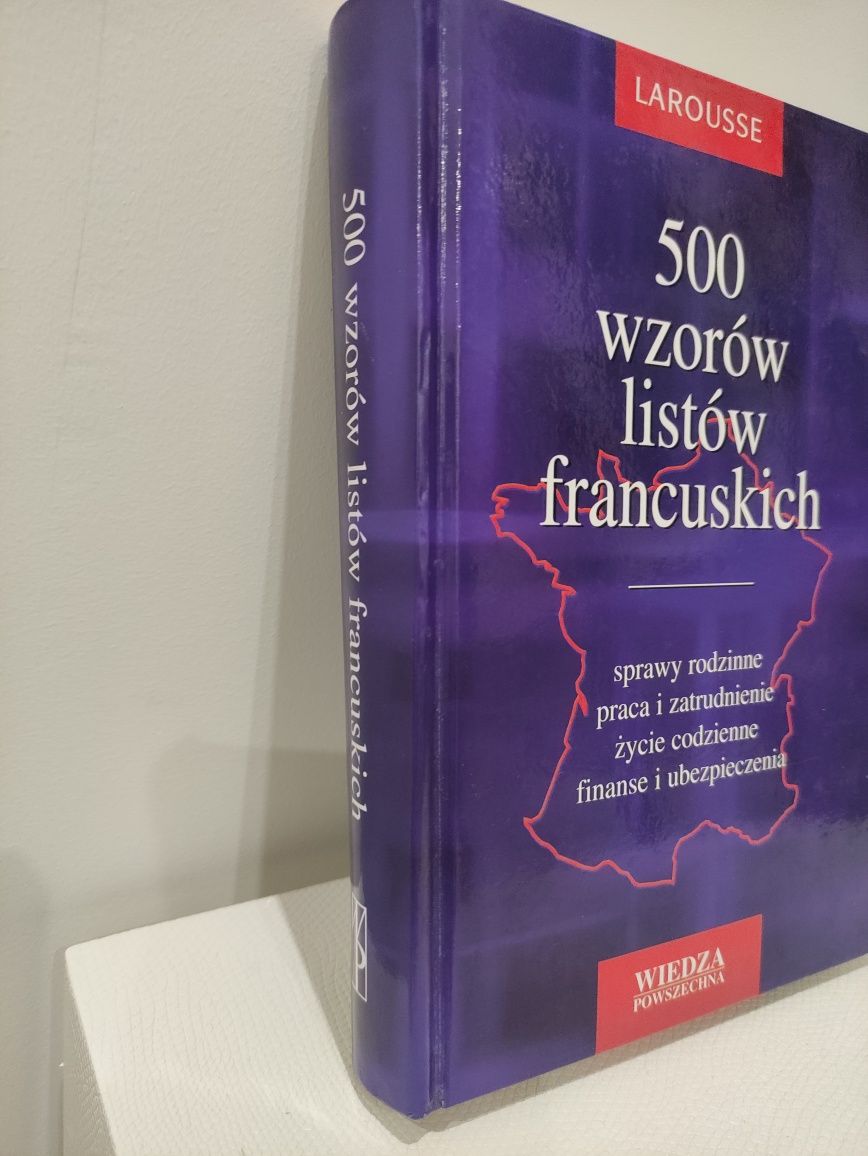 500 wzorów listów francuskich
LAROUSSE
500
wzorów
listów
francuskich
sprawy rodzinne
praca i zatrudnienie
życie codzienne
finanse i ubezpieczenia
WIEDZA
POWSZECHNA